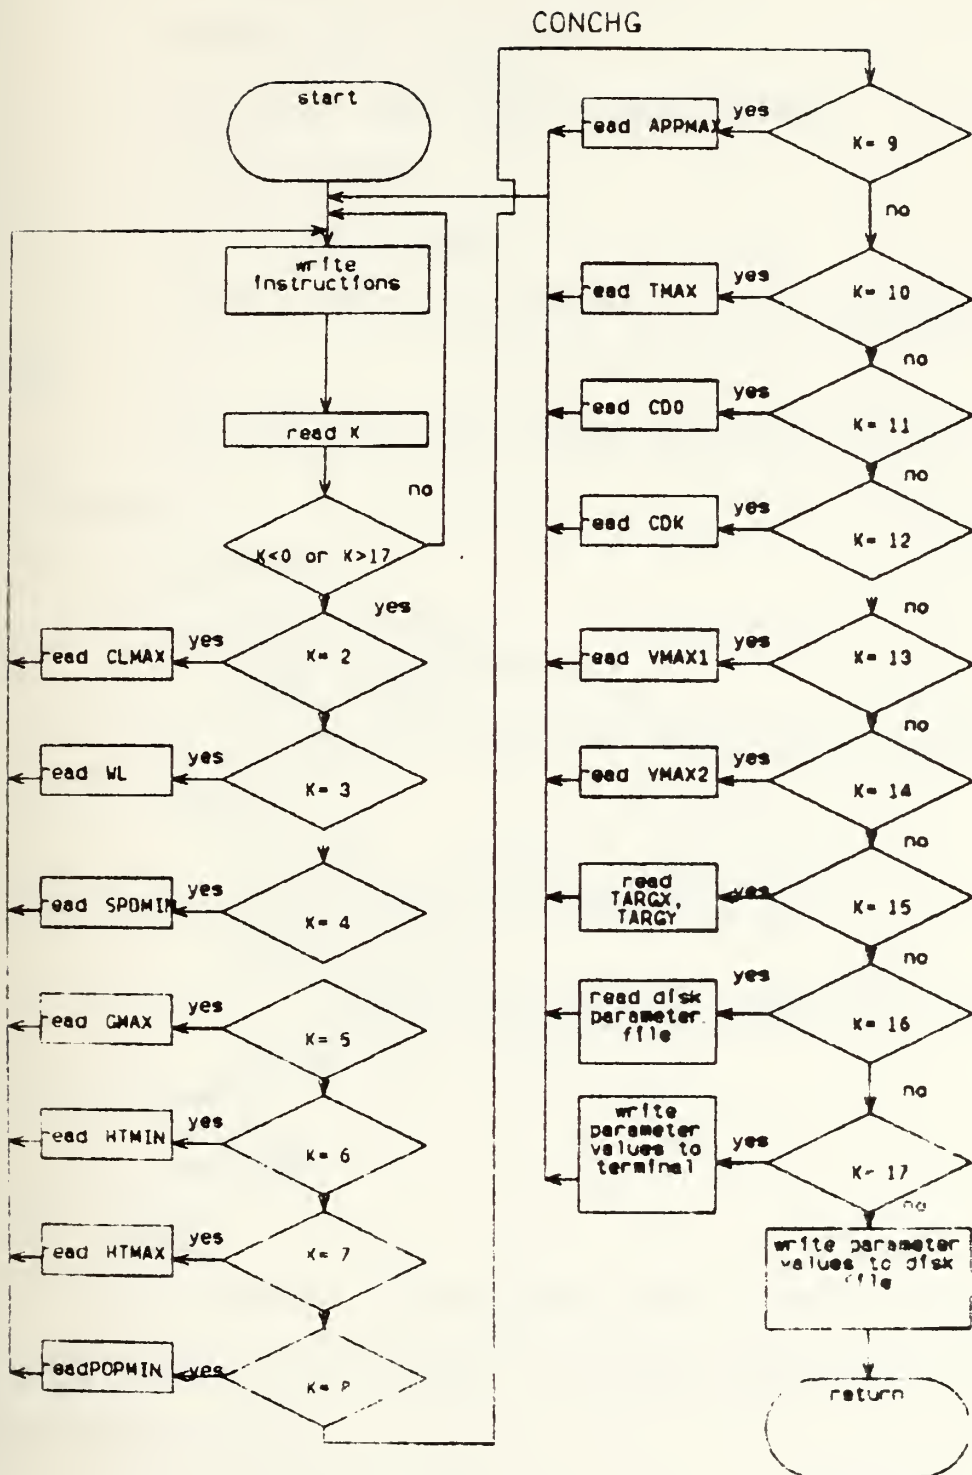 CONCHG
start
write
instructions
read K
no
K<0 or K>17
yes
K= 2
yes
read CLMAX
K= 3
yes
read WL
K= 4
yes
read SPDMIN
K= 5
yes
read GMAX
K= 6
yes
read HTMIN
K= 7
yes
read HTMAX
K= 8
yes
readPOPMIN
K= 9
yes
read APPMAX
no
K= 10
yes
read TMAX
no
K= 11
yes
read CD0
no
K= 12
yes
read CDK
no
K= 13
yes
read VMAX1
no
K= 14
yes
read VMAX2
no
K= 15
yes
read
TARGX,
TARGY
no
K= 16
yes
read disk
parameter
file
no
K= 17
yes
write
parameter
values to
terminal
no
write parameter
values to disk
file
return